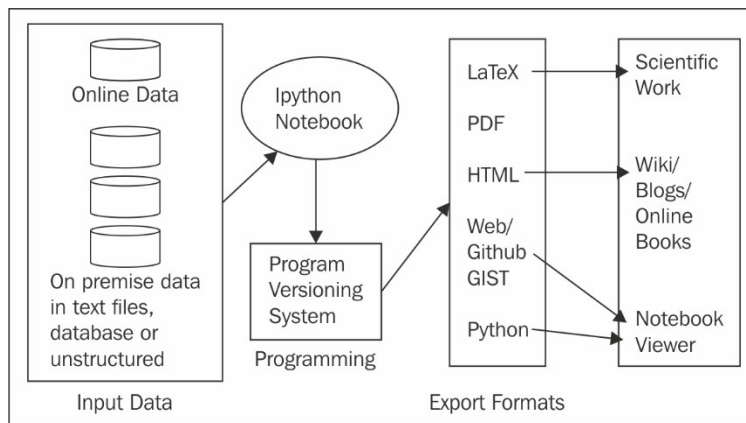 Online Data
On premise data
in text files,
database or
unstructured
Input Data
Ipython
Notebook
Program
Versioning
System
Programming
LaTeX
PDF
HTML
Web/
Github
GIST
Python
Export Formats
Scientific
Work
Wiki/
Blogs/
Online
Books
Notebook
Viewer